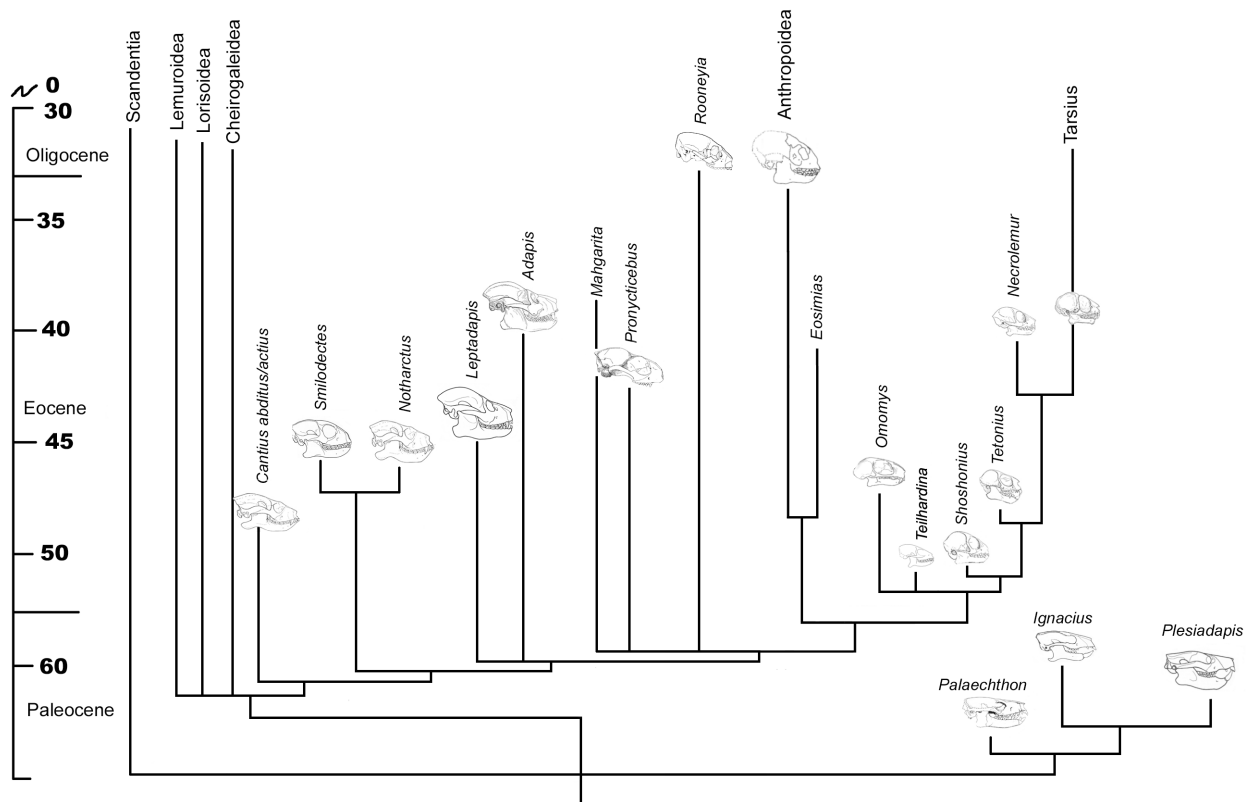 0
30
Oligocene
35
40
Eocene
45
50
60
Paleocene
Scandentia
Lemuroidea
Lorisoidea
Cheirogaleidea
Cantius abditus/actius
Smilodectes
Notharctus
Leptadapis
Adapis
Mahgarita
Pronycticebus
Rooneyia
Anthropoidea
Eosimias
Omomys
Teilhardina
Shoshonius
Tetonius
Necrolemur
Tarsius
Palaechthon
Ignacius
Plesiadapis